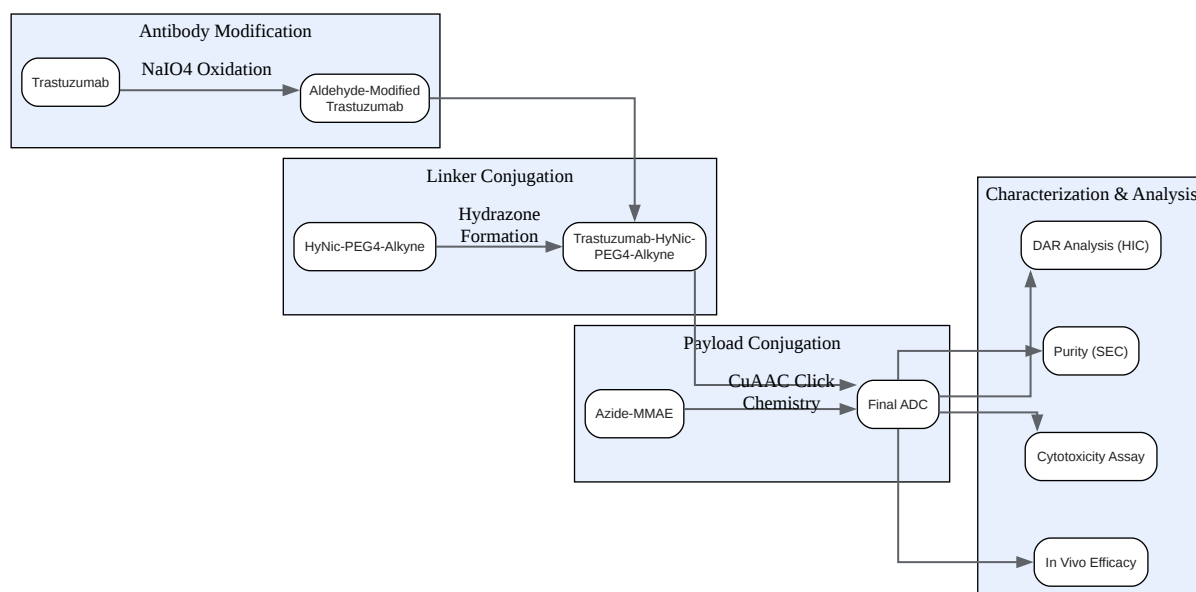 Antibody Modification
Trastuzumab
NaIO4 Oxidation
Aldehyde-Modified
Trastuzumab
Linker Conjugation
HyNic-PEG4-Alkyne
Hydrazone
Formation
Trastuzumab-HyNic-
PEG4-Alkyne
Payload Conjugation
Azide-MMAE
CuAAC Click
Chemistry
Final ADC
Characterization & Analysis
DAR Analysis (HIC)
Purity (SEC)
Cytotoxicity Assay
In Vivo Efficacy